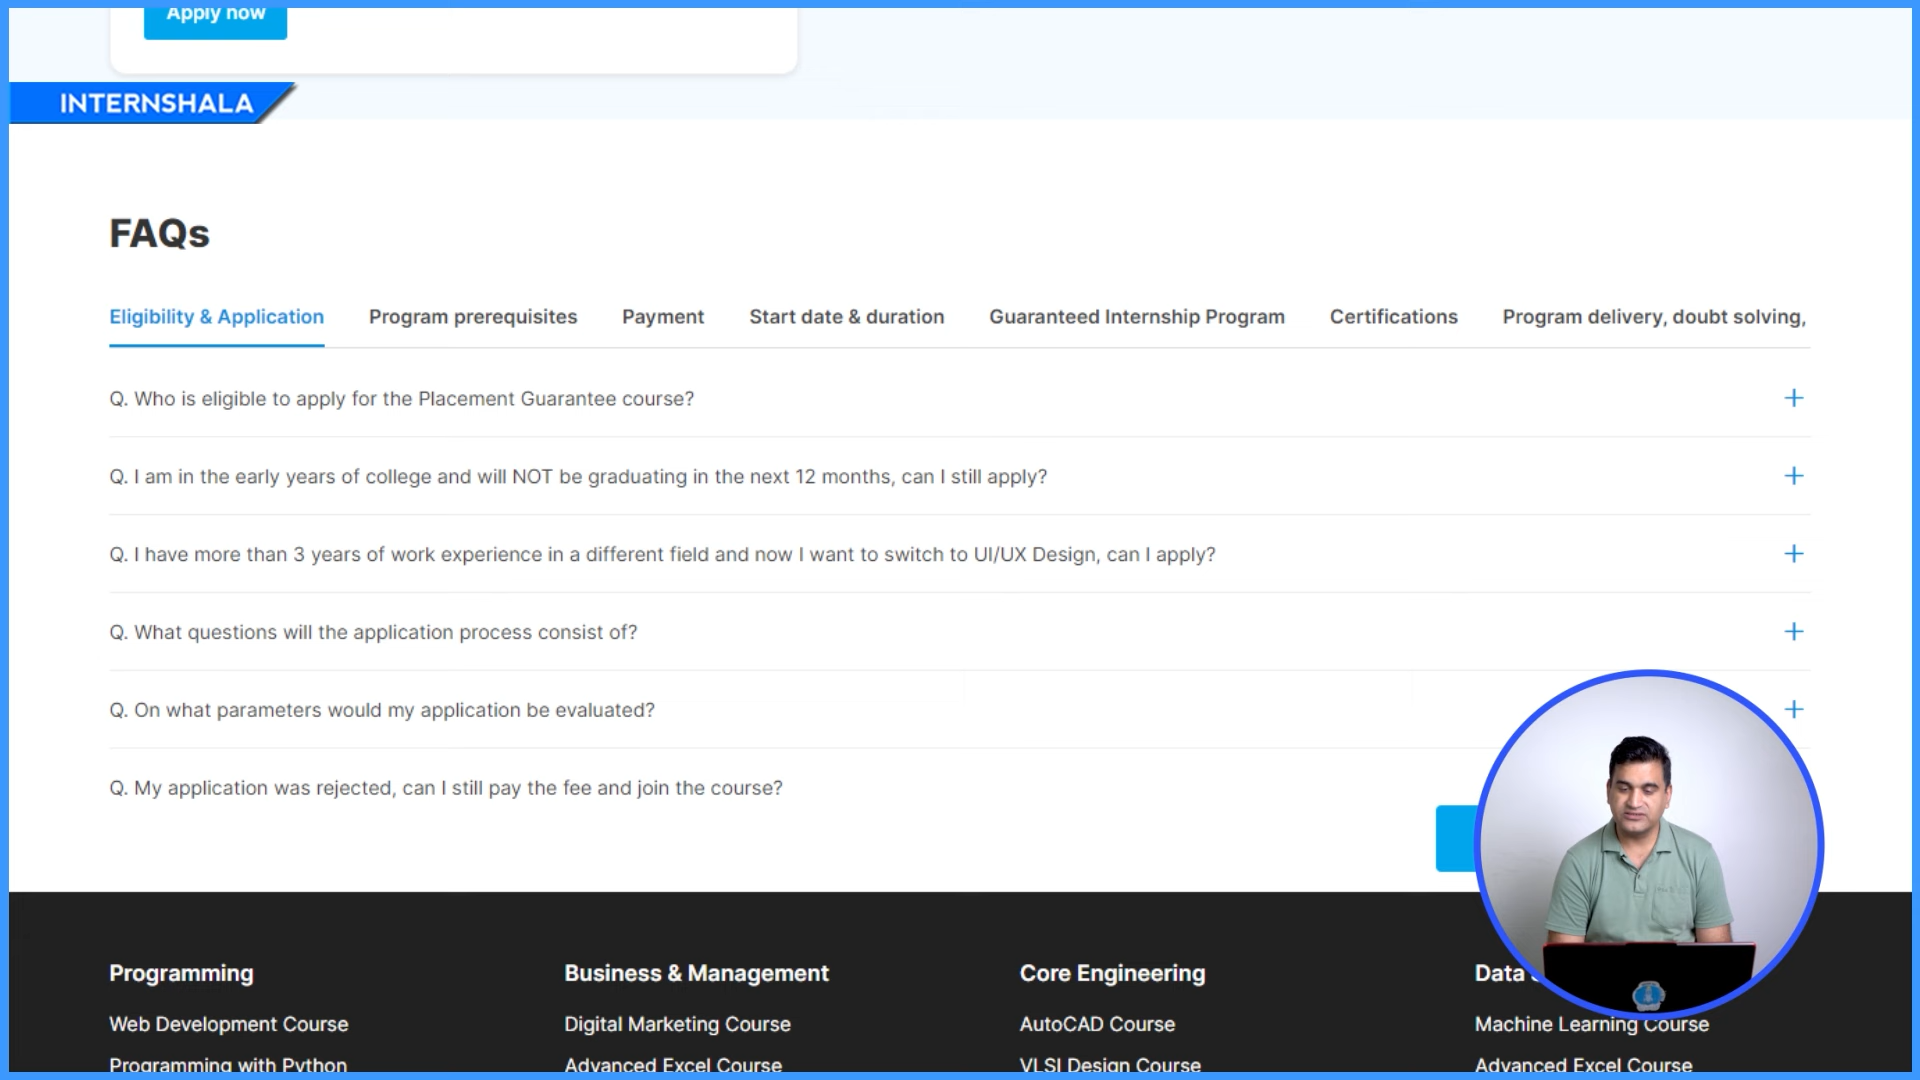 Apply now
INTERNSHALA
FAQs
Eligibility & Application Program prerequisites Payment Start date & duration Guaranteed Internship Program Certifications Program delivery, doubt solving,
Q. Who is eligible to apply for the Placement Guarantee course?
Q. I am in the early years of college and will NOT be graduating in the next 12 months, can I still apply?
Q. I have more than 3 years of work experience in a different field and now I want to switch to UI/UX Design, can I apply?
Q. What questions will the application process consist of?
Q. On what parameters would my application be evaluated?
Q. My application was rejected, can I still pay the fee and join the course?
Programming Business & Management Core Engineering Data
Web Development Course Digital Marketing Course AutoCAD Course Machine Learning Course
Programming with Python Advanced Excel Course VLSI Design Course Advanced Excel Course